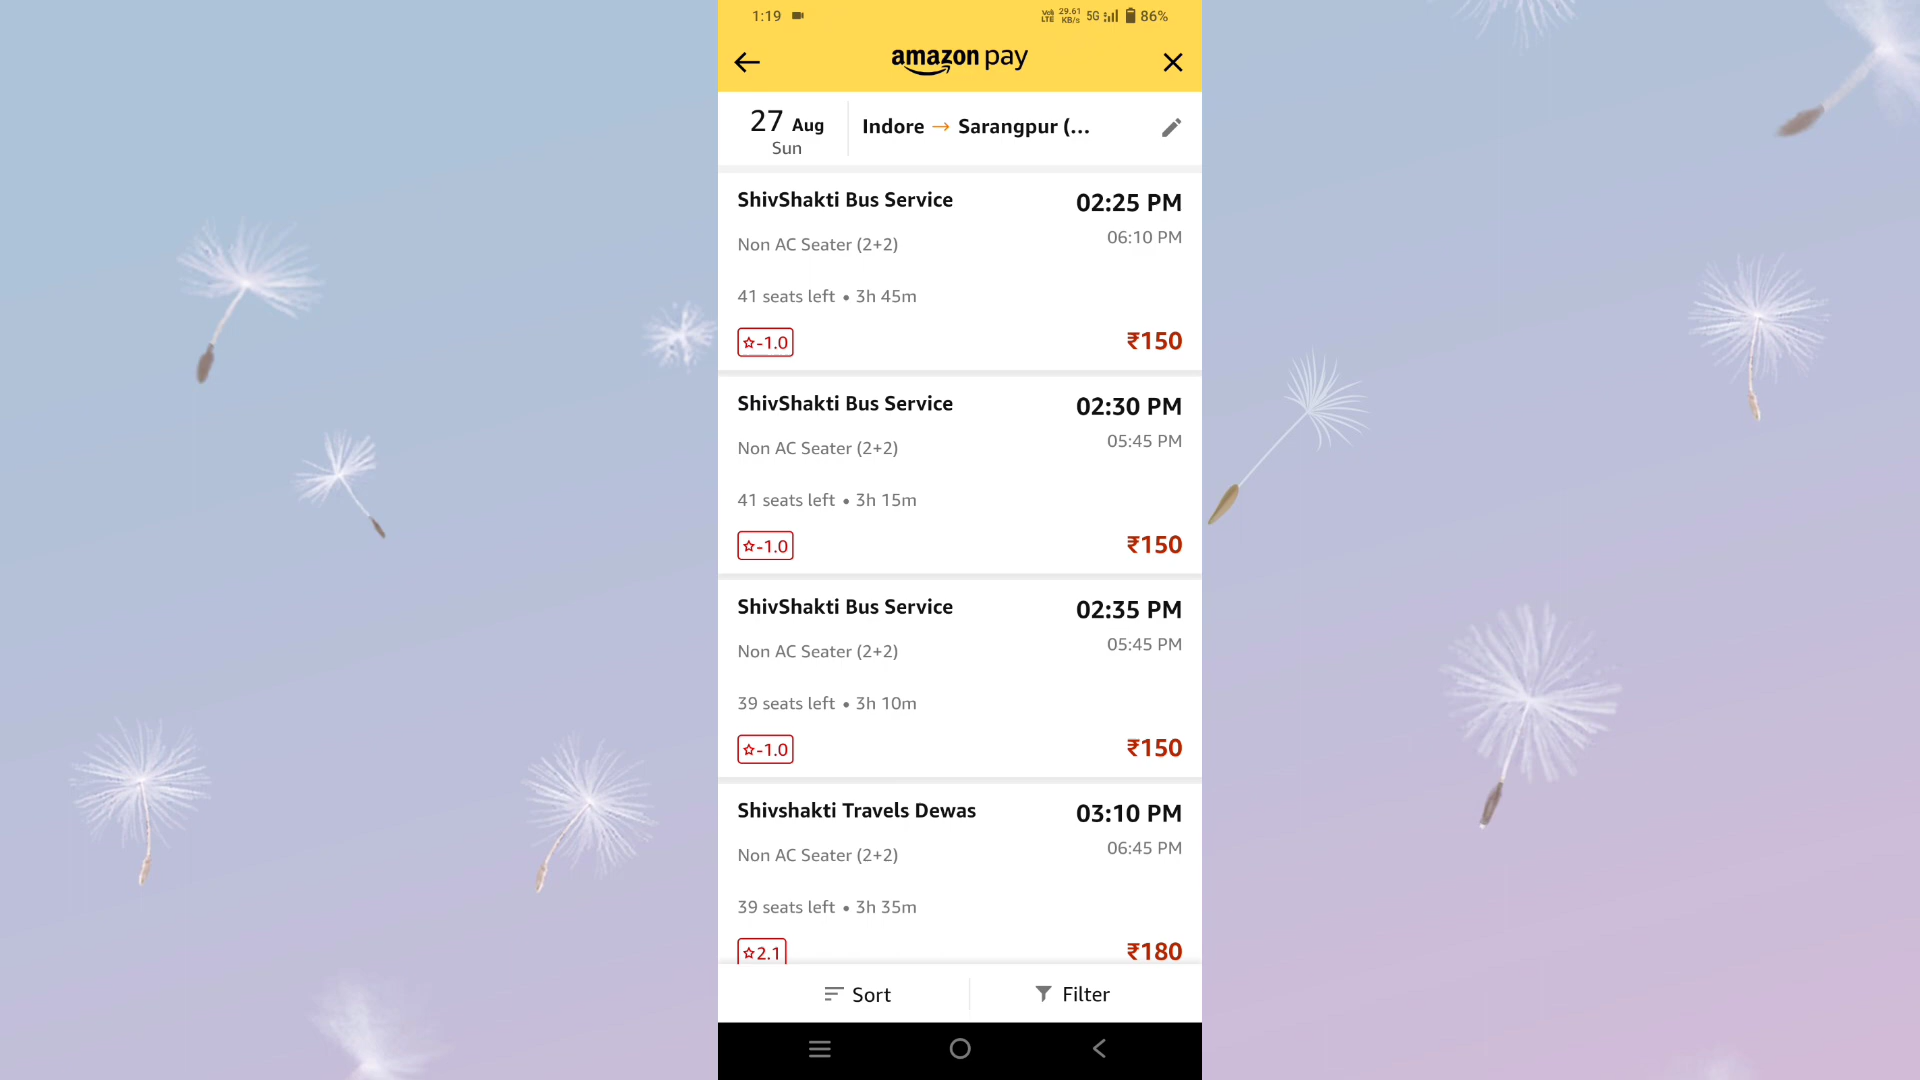 1:19 Vo) LTE 29.61 KB/s 5G 86%
amazon pay
27 Aug
Sun
Indore → Sarangpur (...
ShivShakti Bus Service 02:25 PM
Non AC Seater (2+2) 06:10 PM
41 seats left • 3h 45m
☆-1.0 ₹150
ShivShakti Bus Service 02:30 PM
Non AC Seater (2+2) 05:45 PM
41 seats left • 3h 15m
☆-1.0 ₹150
ShivShakti Bus Service 02:35 PM
Non AC Seater (2+2) 05:45 PM
39 seats left • 3h 10m
☆-1.0 ₹150
Shivshakti Travels Dewas 03:10 PM
Non AC Seater (2+2) 06:45 PM
39 seats left • 3h 35m
☆2.1 ₹180
Sort Filter